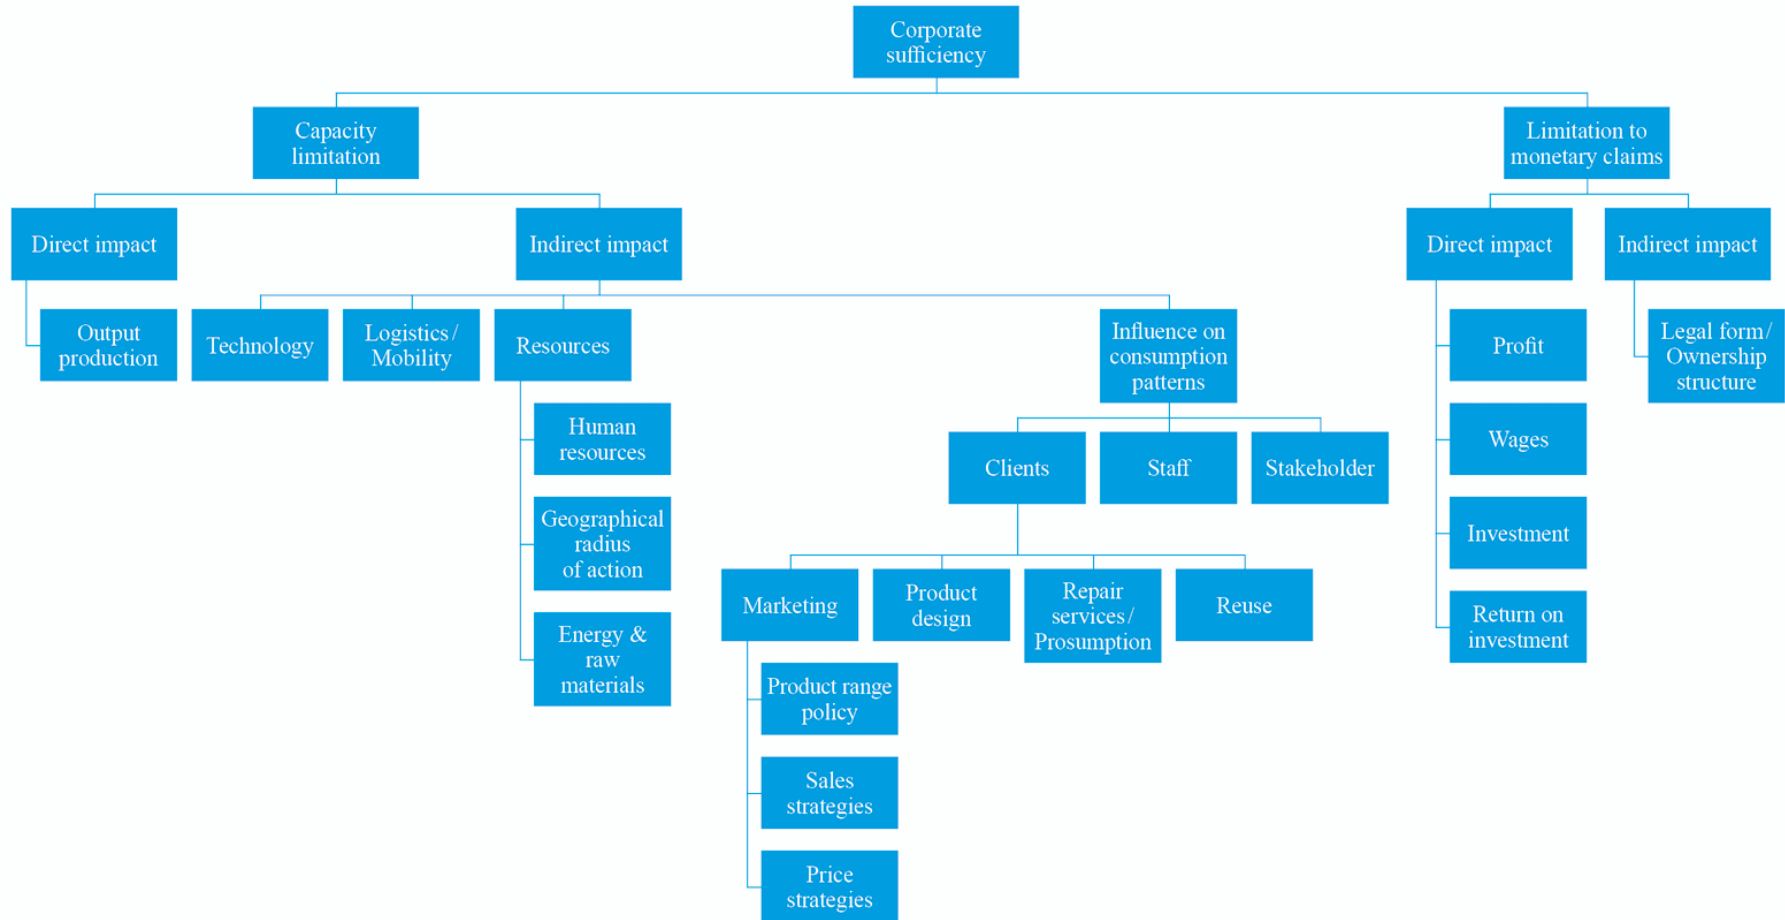 Corporate
sufficiency
Capacity
limitation
Limitation to
monetary claims
Direct impact
Indirect impact
Direct impact
Indirect impact
Output
production
Technology
Logistics /
Mobility
Resources
Influence on
consumption
patterns
Profit
Legal form /
Ownership
structure
Human
resources
Clients
Staff
Stakeholder
Wages
Geographical
radius
of action
Investment
Marketing
Product
design
Repair
services /
Prosumption
Reuse
Return on
investment
Energy &
raw
materials
Product range
policy
Sales
strategies
Price
strategies